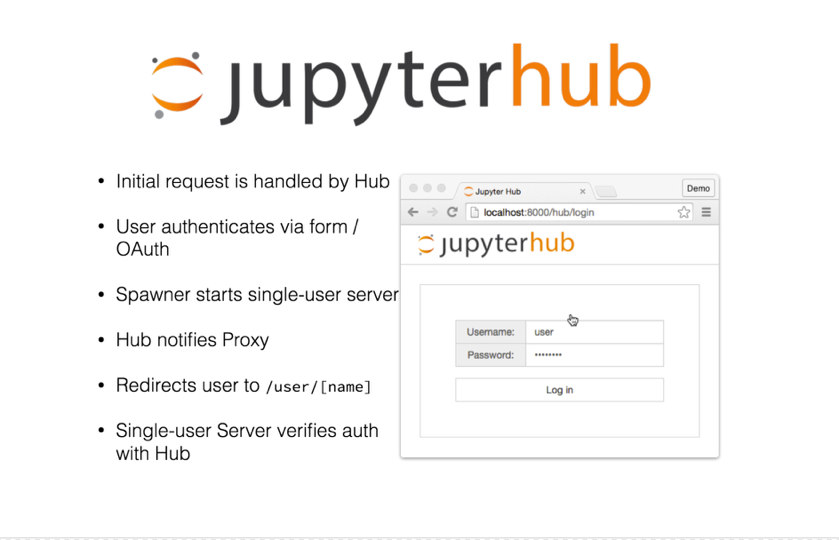 jupyterhub
• Initial request is handled by Hub
• User authenticates via form /
OAuth
• Spawner starts single-user server
• Hub notifies Proxy
• Redirects user to /user/[name]
• Single-user Server verifies auth
with Hub
Jupyter Hub
Demo
localhost:8000/hub/login
jupyterhub
Username: user
Password: ••••••••
Log in